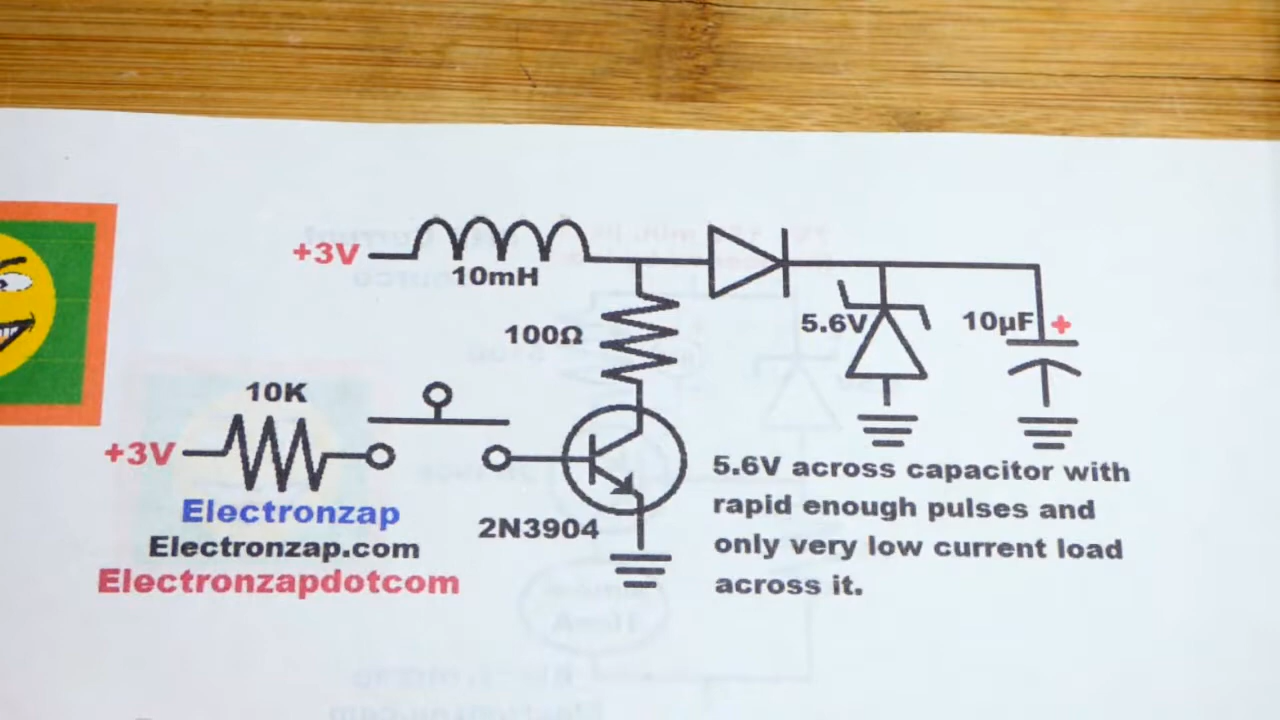 +3V
10mH
100Ω
5.6V
10µF +
10K
+3V
2N3904
Electronzap
Electronzap.com
Electronzapdotcom
5.6V across capacitor with
rapid enough pulses and
only very low current load
across it.